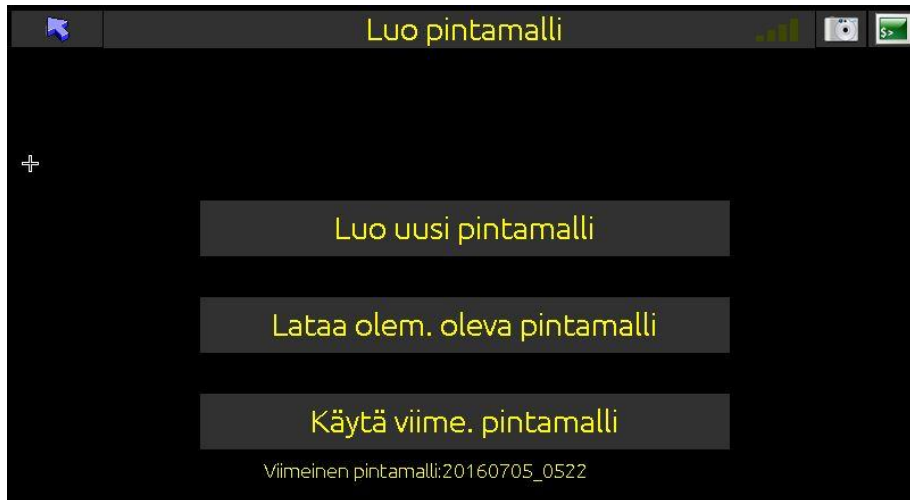 Luo pintamalli
$>
Luo uusi pintamalli
Lataa olem. oleva pintamalli
Käytä viime. pintamalli
Viimeinen pintamalli:20160705_0522